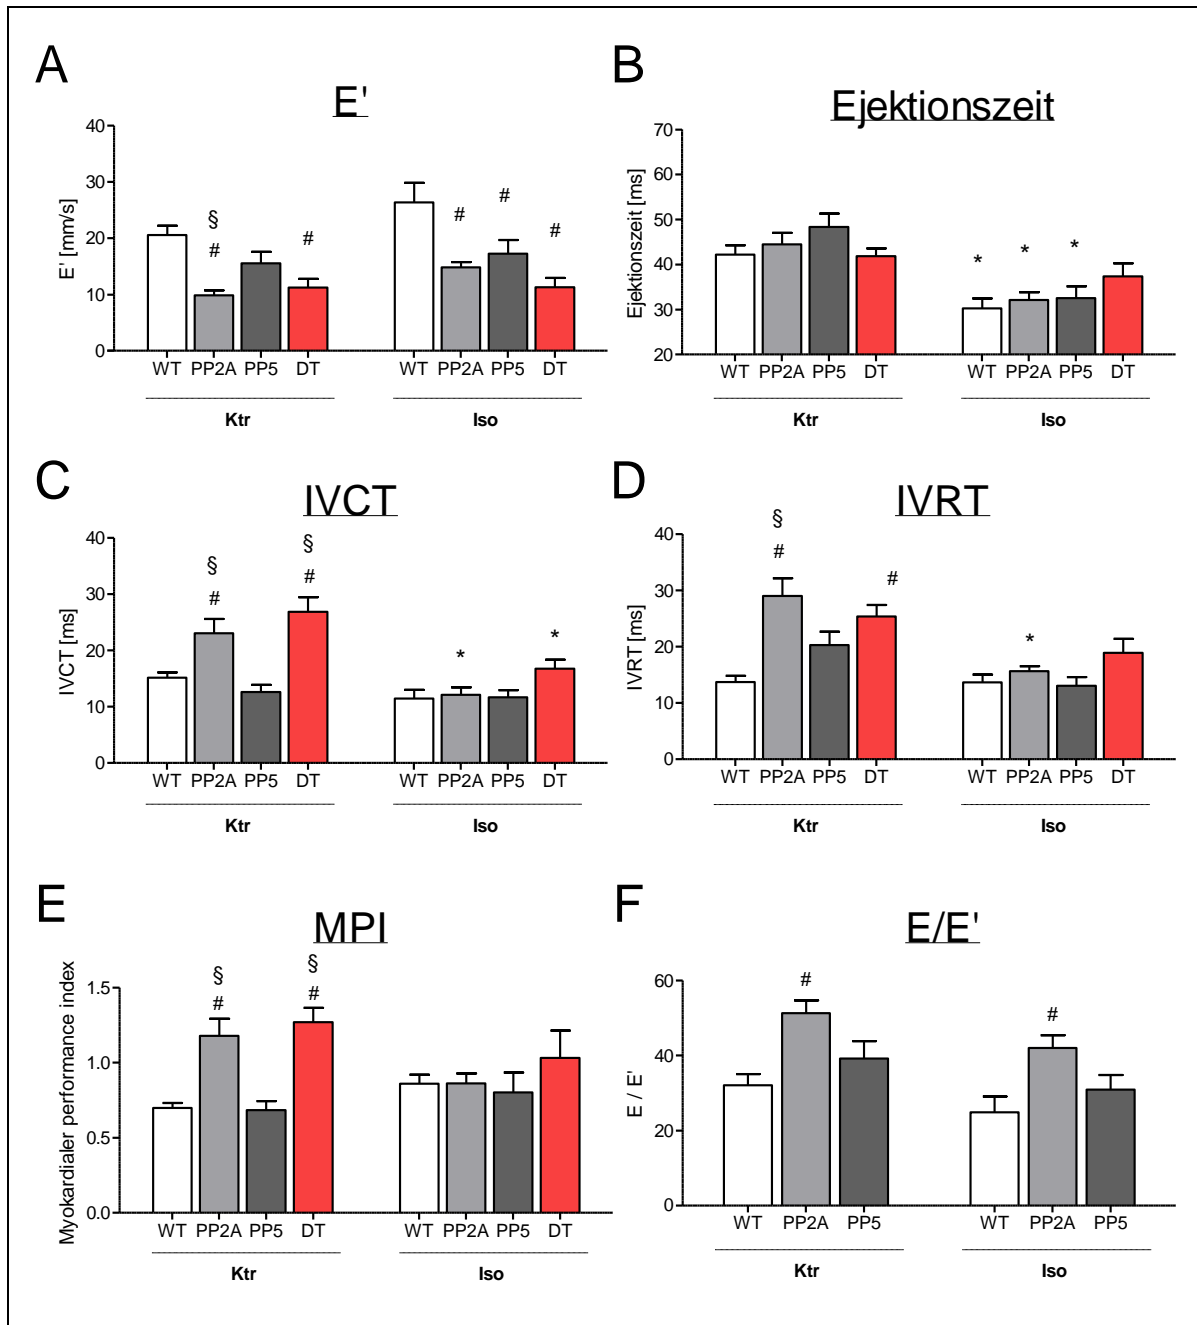 A
E'
E' [mm/s]
40
30
20
10
0
§
#
#
#
#
#
WT PP2A PP5 DT
WT PP2A PP5 DT
Ktr
Iso
B
Ejektionszeit
Ejektionszeit [ms]
70
60
50
40
30
20
*
*
*
WT PP2A PP5 DT
WT PP2A PP5 DT
Ktr
Iso
C
IVCT
IVCT [ms]
40
30
20
10
0
§
#
§
#
*
*
WT PP2A PP5 DT
WT PP2A PP5 DT
Ktr
Iso
D
IVRT
IVRT [ms]
40
30
20
10
0
§
#
#
*
WT PP2A PP5 DT
WT PP2A PP5 DT
Ktr
Iso
E
MPI
Myokardialer performance index
1.5
1.0
0.5
0.0
§
#
§
#
WT PP2A PP5 DT
WT PP2A PP5 DT
Ktr
Iso
F
E/E'
E / E'
60
40
20
0
#
#
WT PP2A PP5
WT PP2A PP5
Ktr
Iso